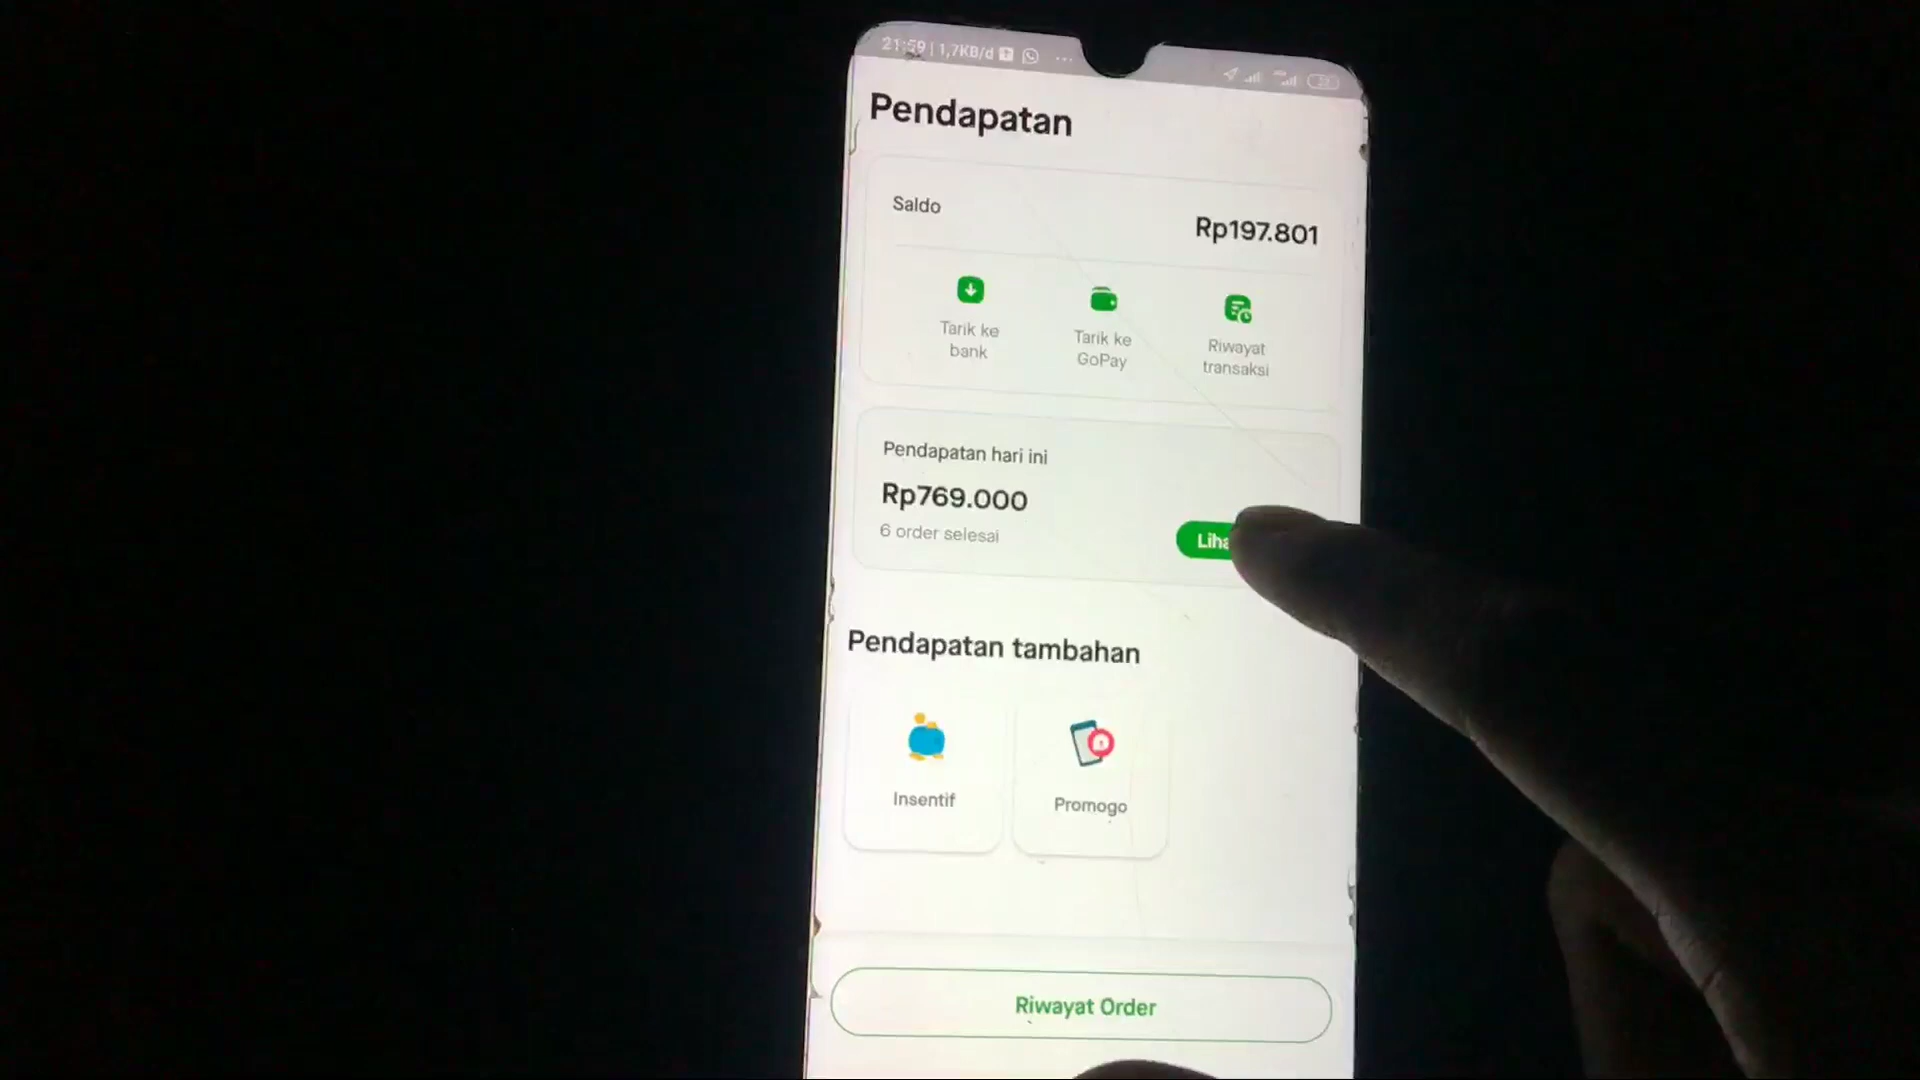 21:59 | 1,7KB/d ...
Pendapatan
Saldo
Rp197.801
Tarik ke
bank
Tarik ke
GoPay
Riwayat
transaksi
Pendapatan hari ini
Rp769.000
6 order selesai
Pendapatan tambahan
Insentif
Promogo
Riwayat Order